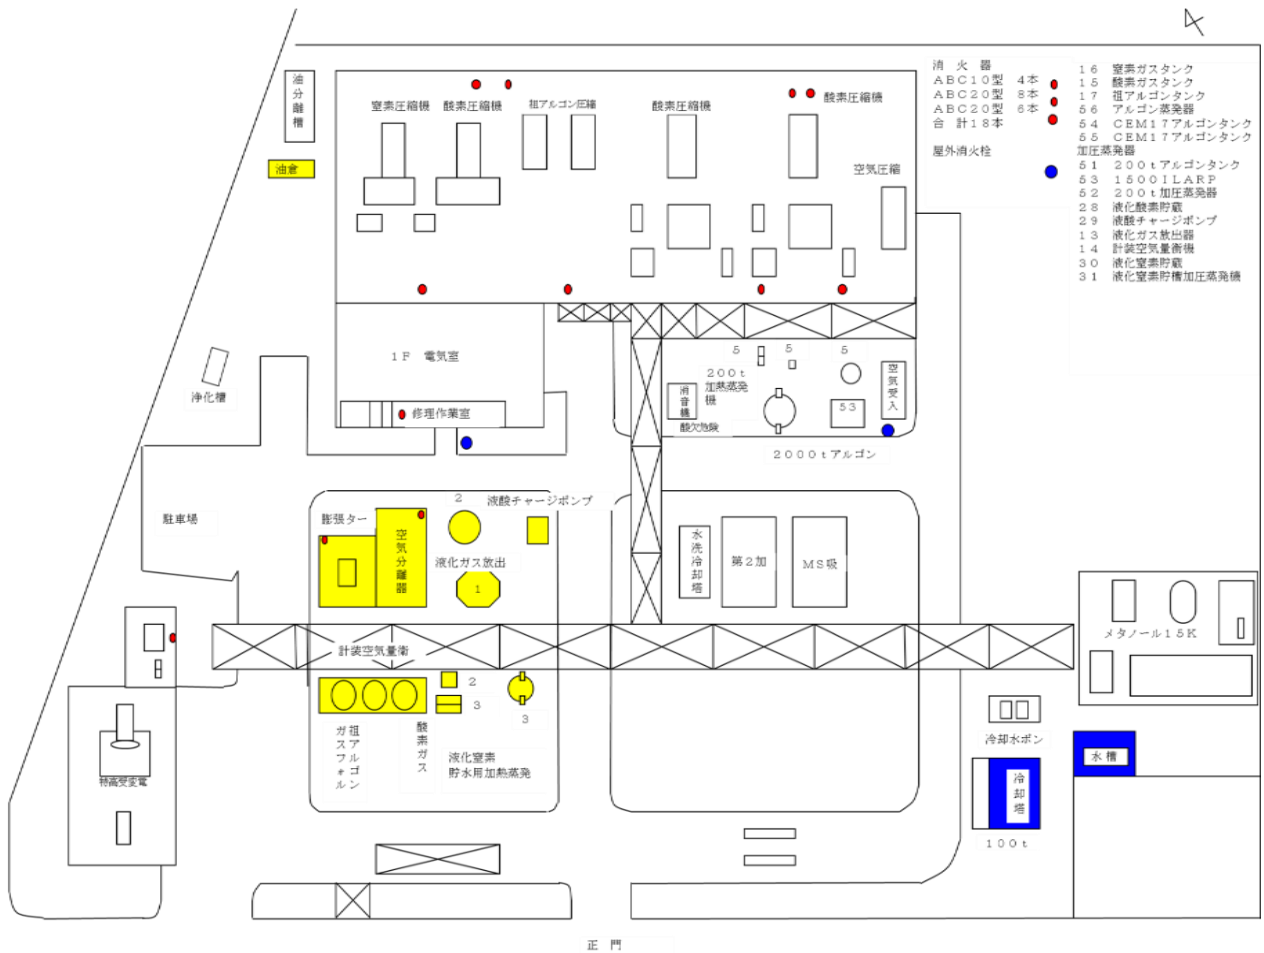 消 火 器
ＡＢＣ１０型 ４本
ＡＢＣ２０型 ８本
ＡＢＣ２０型 ６本
合 計１８本
屋外消火栓
１６ 窒素ガスタンク
１５ 酸素ガスタンク
１７ 祖アルゴンタンク
５６ アルゴン蒸発器
５４ ＣＥＭ１７アルゴンタンク
５５ ＣＥＭ１７アルゴンタンク
加圧蒸発器
５１ ２００ｔアルゴンタンク
５３ １５００ＩＬＡＲＰ
５２ ２００ｔ加圧蒸発器
２８ 液化酸素貯蔵
２９ 液酸チャージポンプ
１３ 液化ガス放出器
１４ 計装空気量衡機
３０ 液化窒素貯蔵
３１ 液化窒素貯槽加圧蒸発機
油分離槽
油倉
窒素圧縮機
酸素圧縮機
祖アルゴン圧縮
酸素圧縮機
酸素圧縮機
空気圧縮
１Ｆ 電気室
修理作業室
浄化槽
駐車場
５
５
５
２００ｔ
加熱蒸発
機
消音機
酸欠危険
５３
空気受入
２０００ｔアルゴン
膨張ター
空気分離器
２
液酸チャージポンプ
液化ガス放出
１
水洗冷却塔
第２加
ＭＳ吸
計装空気量衡
２
３
３
祖アルゴン
ガスフォル
酸素ガス
液化窒素
貯水用加熱蒸発
特高受変電
メタノール１５Ｋ
冷却水ポン
水槽
冷却塔
１００ｔ
正 門